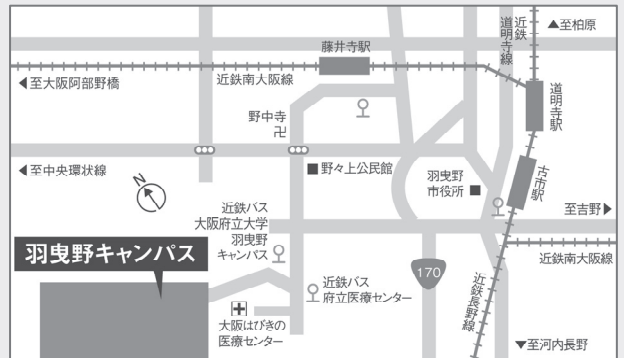 近鉄
道明寺線
▲至柏原
藤井寺駅
◀至大阪阿部野橋
近鉄南大阪線
道明寺駅
野中寺
卍
◀至中央環状線
■野々上公民館
羽曳野
市役所
古市駅
N
至吉野▶
近鉄バス
大阪府立大学
羽曳野
キャンパス
羽曳野キャンパス
近鉄南大阪線
170
近鉄バス
府立医療センター
近鉄長野線
大阪はびきの
医療センター
▼至河内長野